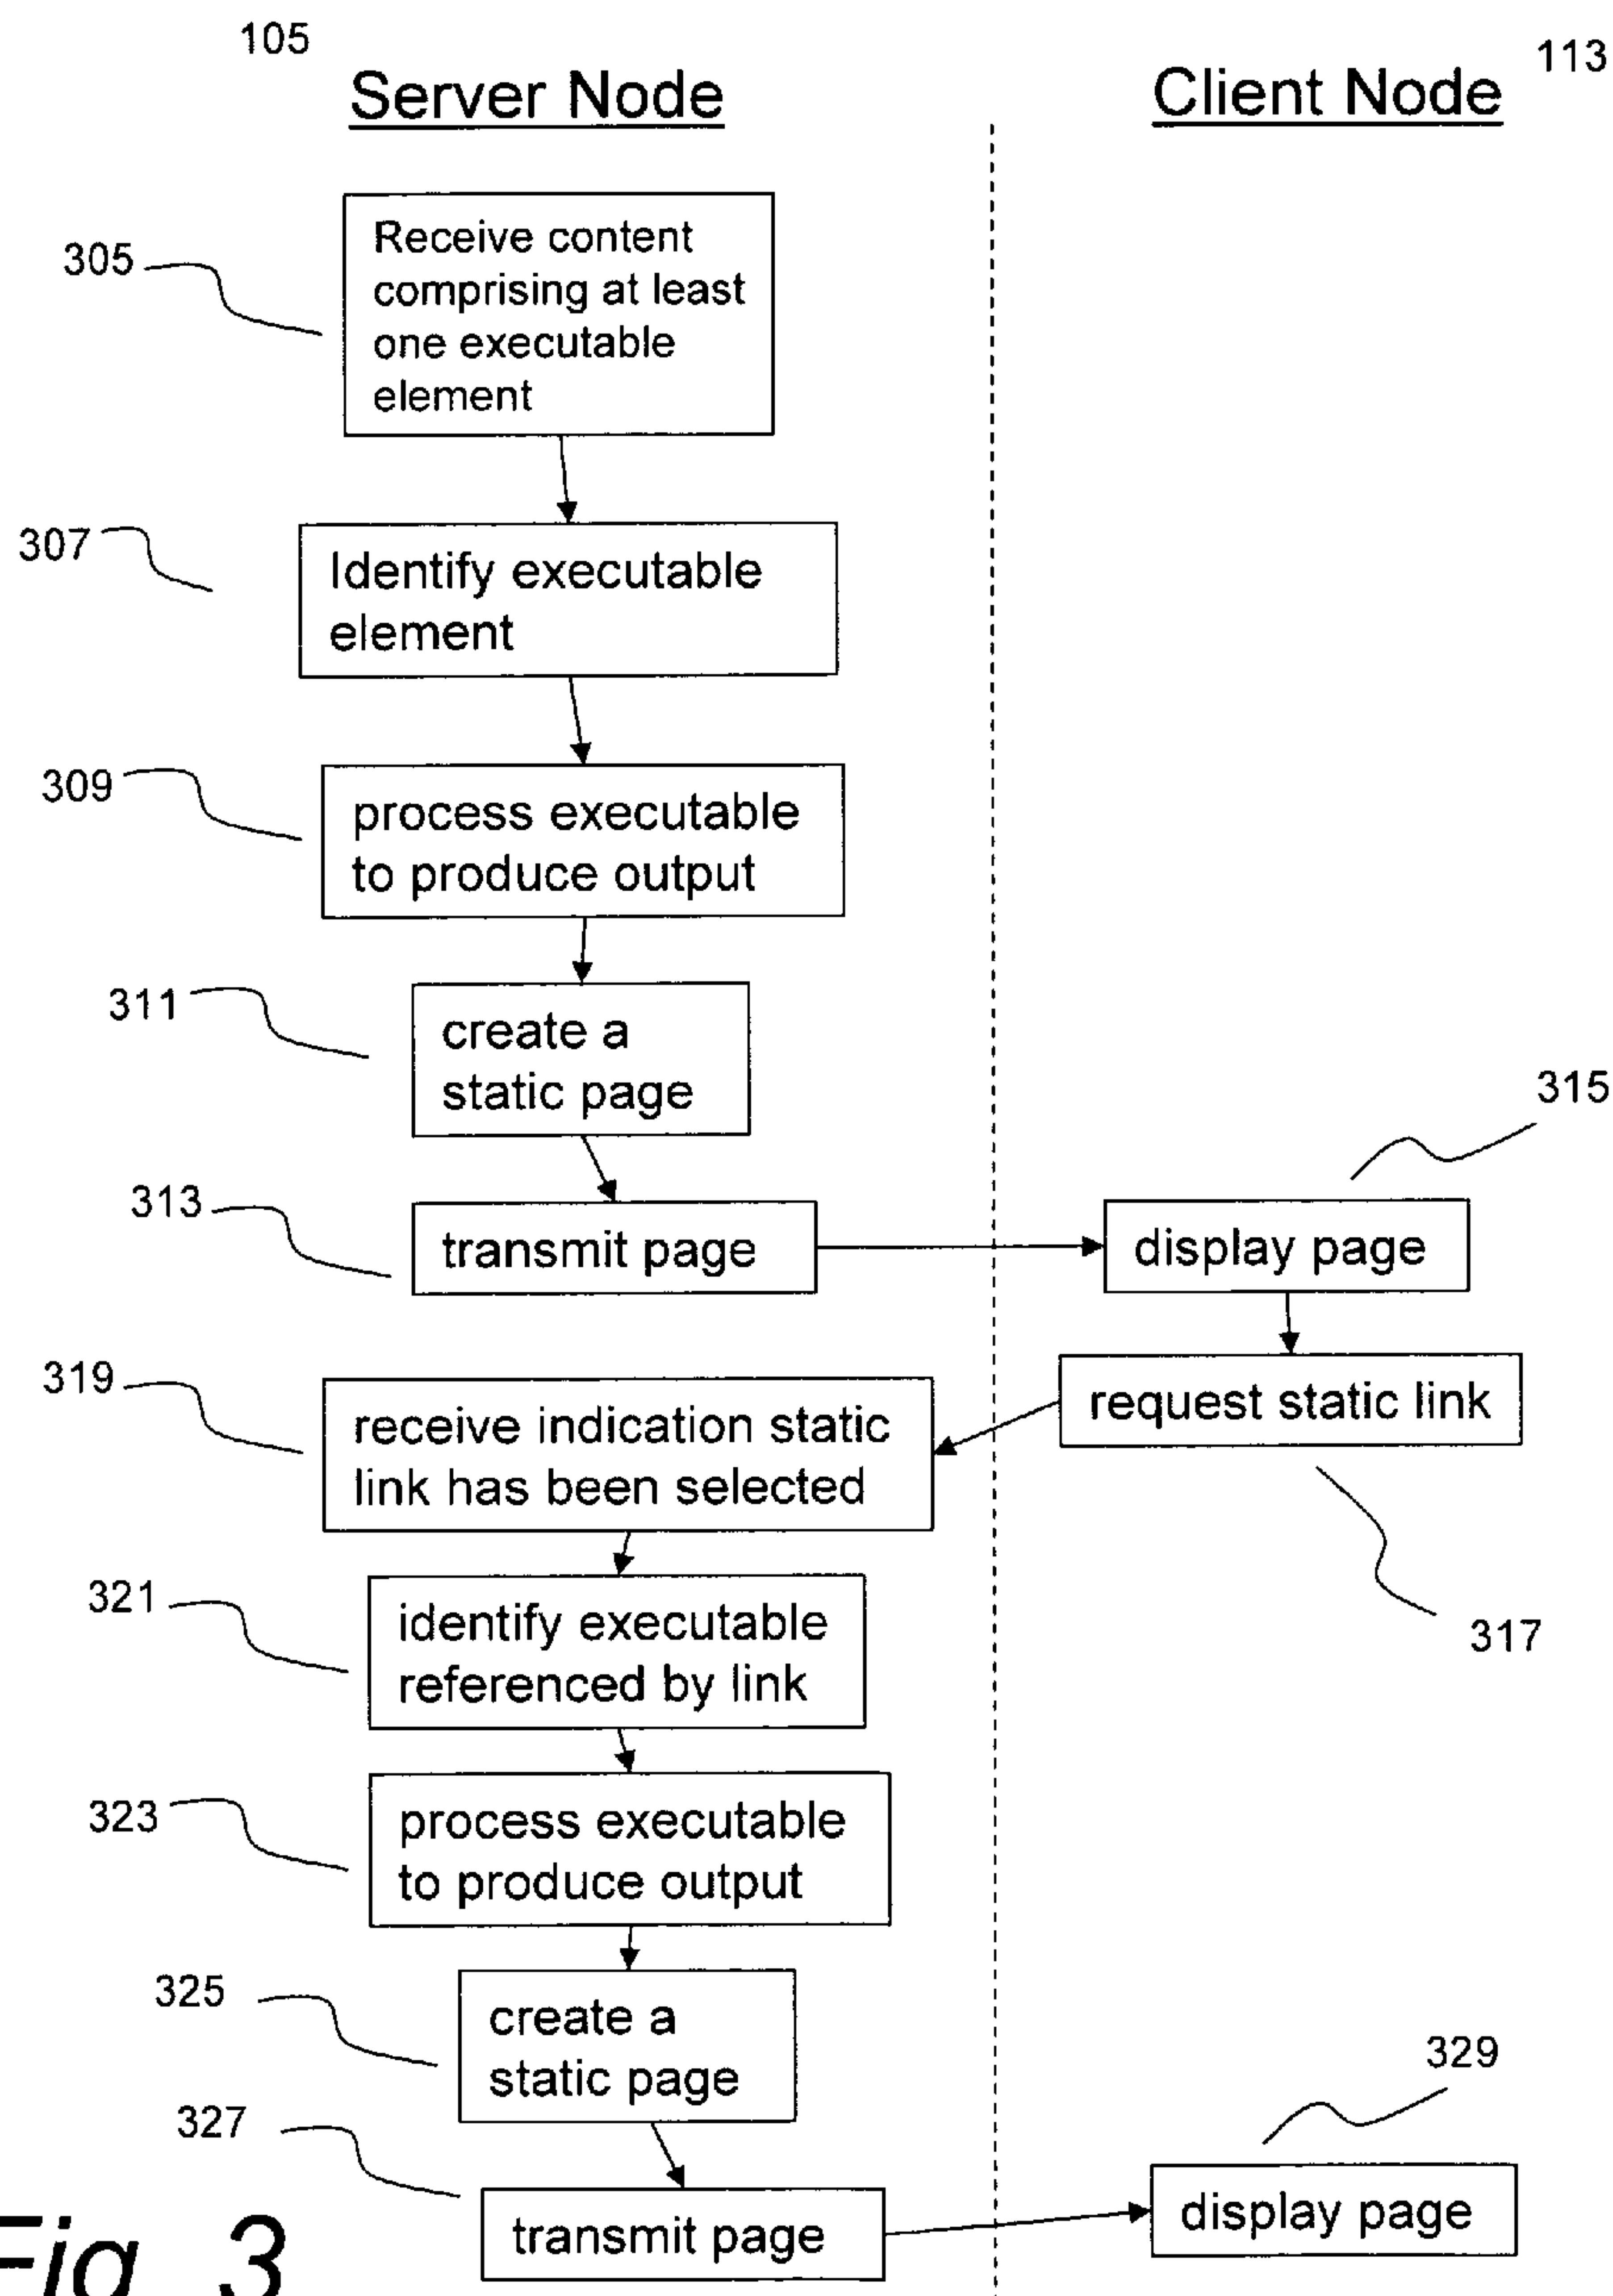 105
Server Node
113
Client Node
305
Receive content
comprising at least
one executable
element
307
Identify executable
element
309
process executable
to produce output
311
create a
static page
313
transmit page
315
display page
request static link
317
319
receive indication static
link has been selected
321
identify executable
referenced by link
323
process executable
to produce output
325
create a
static page
327
transmit page
329
display page
Fig. 3